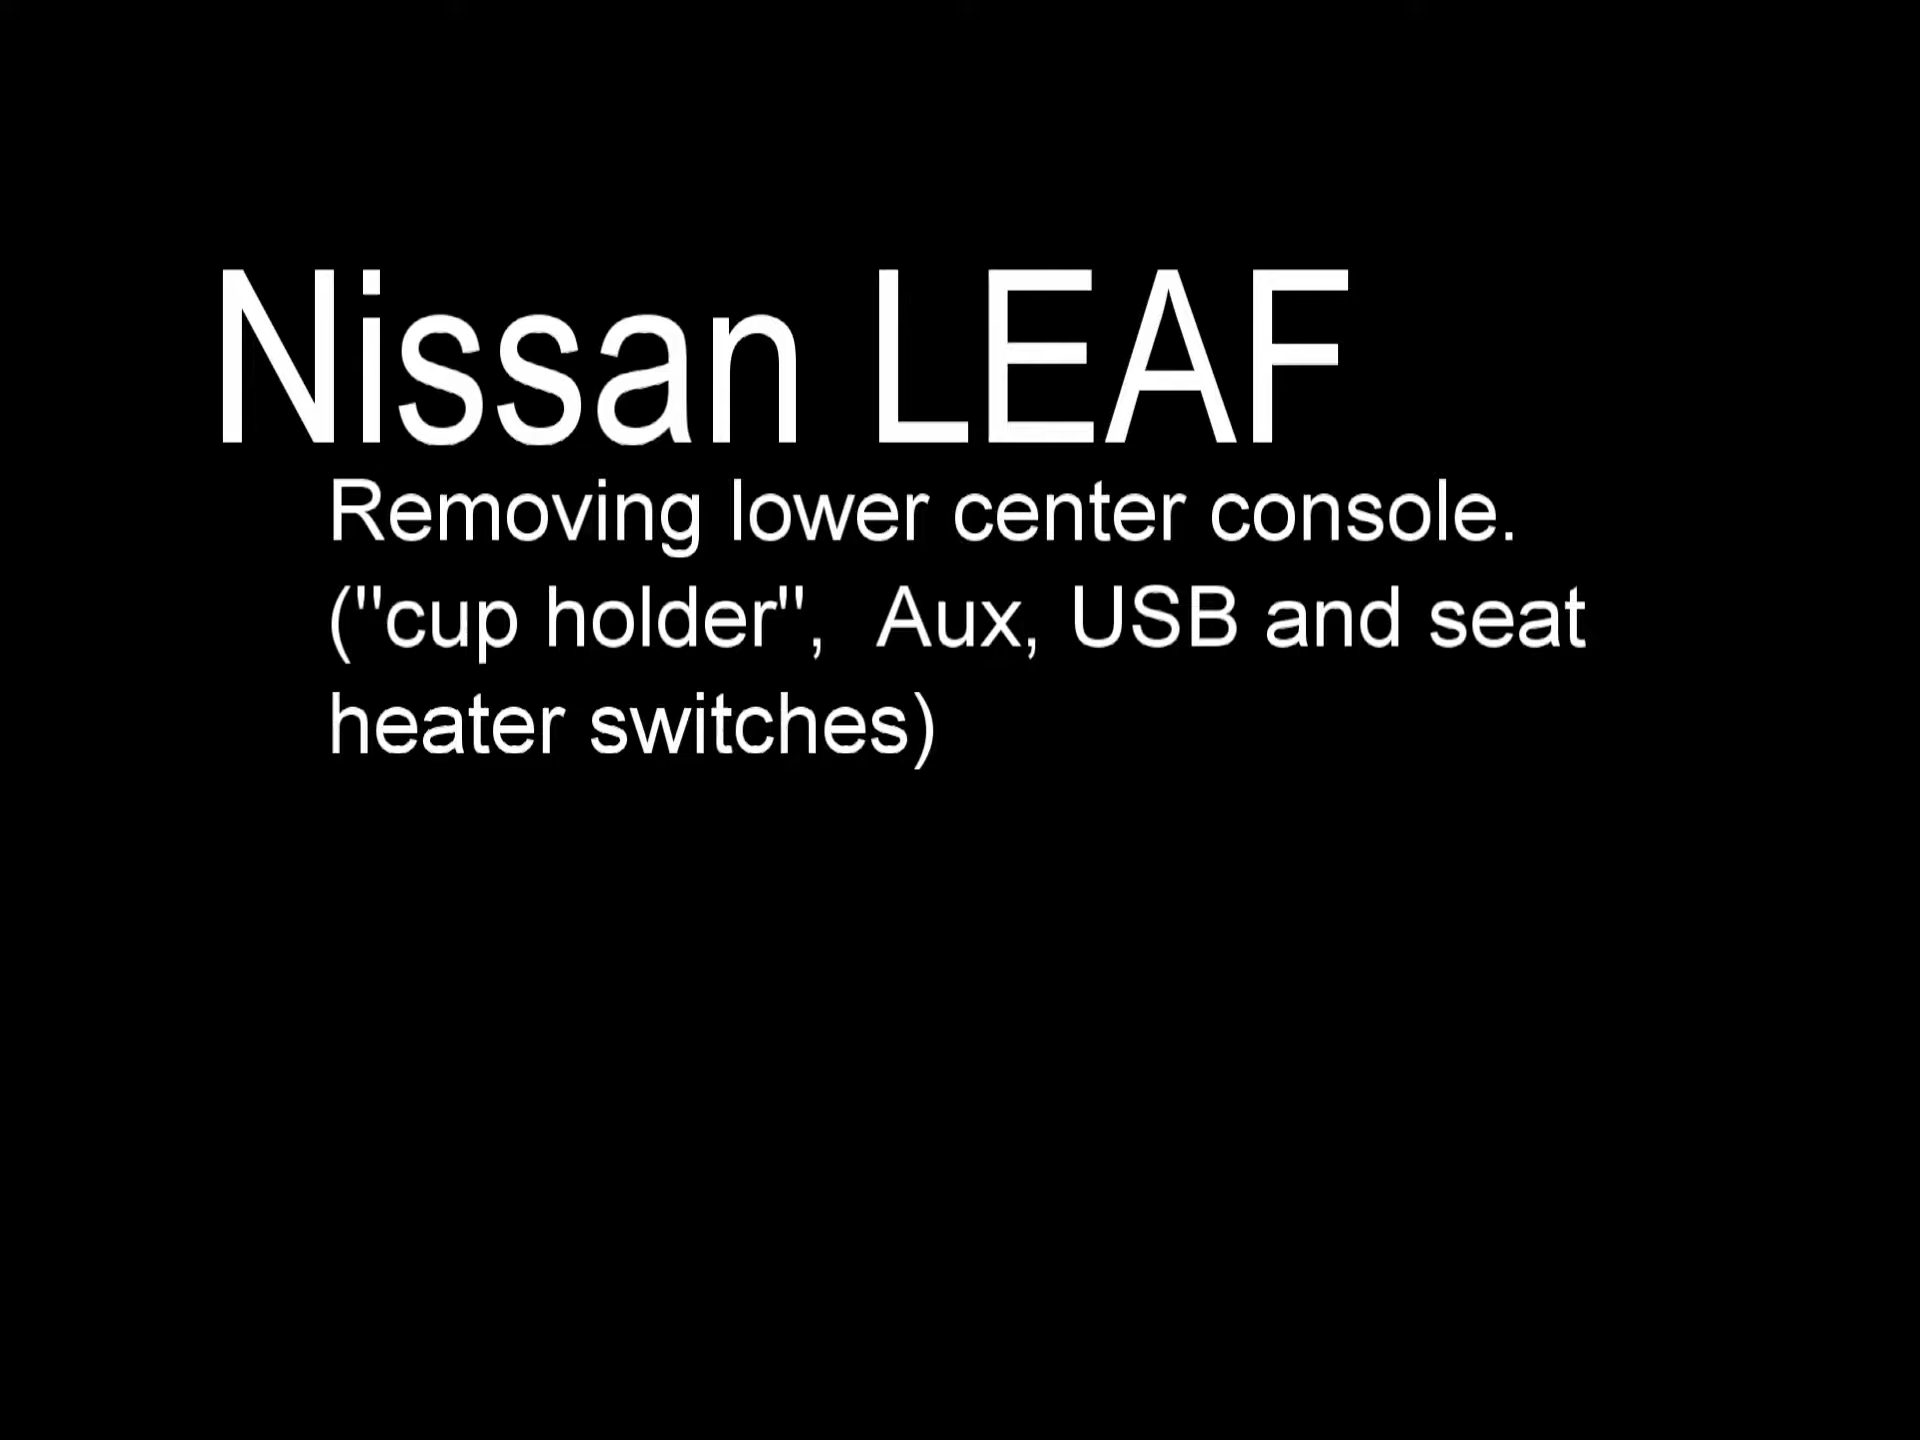 Nissan LEAF
Removing lower center console.
("cup holder",  Aux, USB and seat
heater switches)